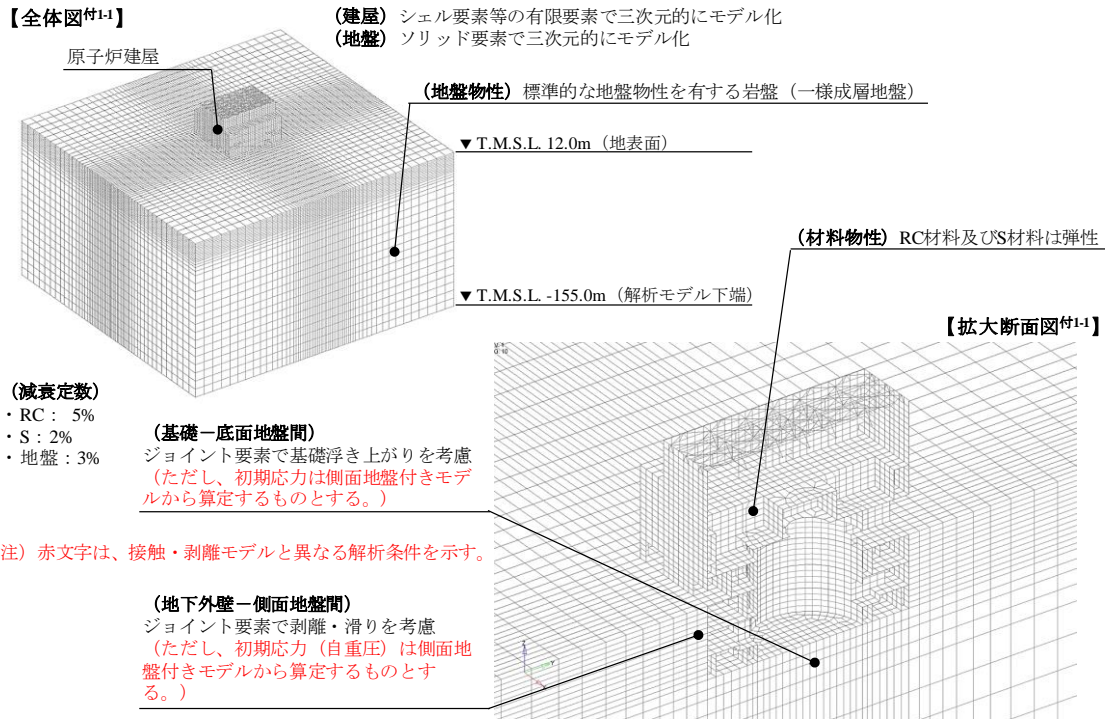 【全体図付1-1】
(建屋) シェル要素等の有限要素で三次元的にモデル化
(地盤) ソリッド要素で三次元的にモデル化
原子炉建屋
(地盤物性) 標準的な地盤物性を有する岩盤（一様成層地盤）
▼ T.M.S.L. 12.0m（地表面）
(材料物性) RC材料及びS材料は弾性
▼ T.M.S.L. -155.0m（解析モデル下端）
【拡大断面図付1-1】
(減衰定数)
・RC： 5%
・S：2%
・地盤：3%
(基礎－底面地盤間)
ジョイント要素で基礎浮き上がりを考慮
（ただし、初期応力は側面地盤付きモデ
ルから算定するものとする。）
注）赤文字は、接触・剥離モデルと異なる解析条件を示す。
(地下外壁－側面地盤間)
ジョイント要素で剥離・滑りを考慮
（ただし、初期応力（自重圧）は側面地
盤付きモデルから算定するものとす
る。）